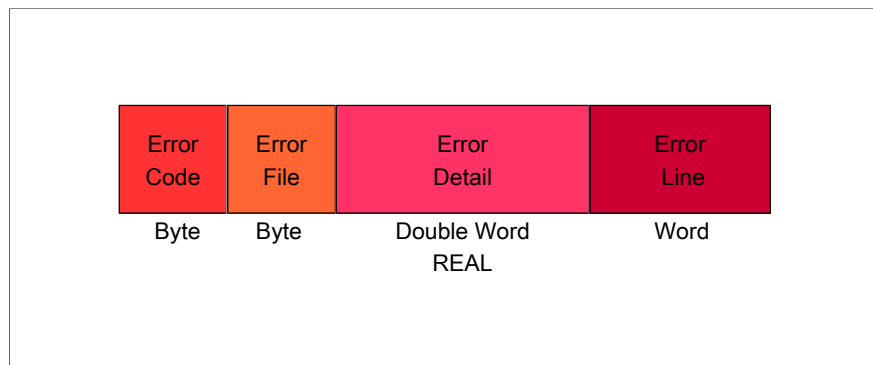 Error Code
Error File
Error Detail
Error Line
Byte
Byte
Double Word REAL
Word